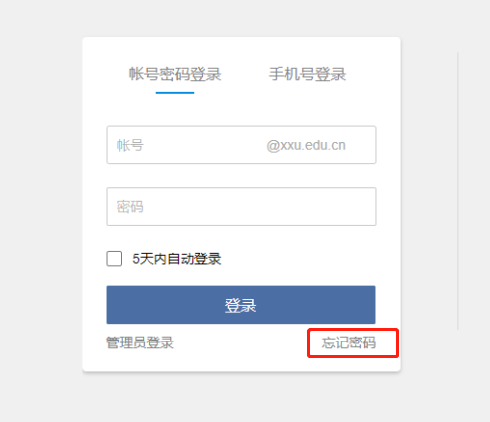 帐号密码登录 手机号登录
帐号 @xxu.edu.cn
密码
5天内自动登录
登录
管理员登录 忘记密码